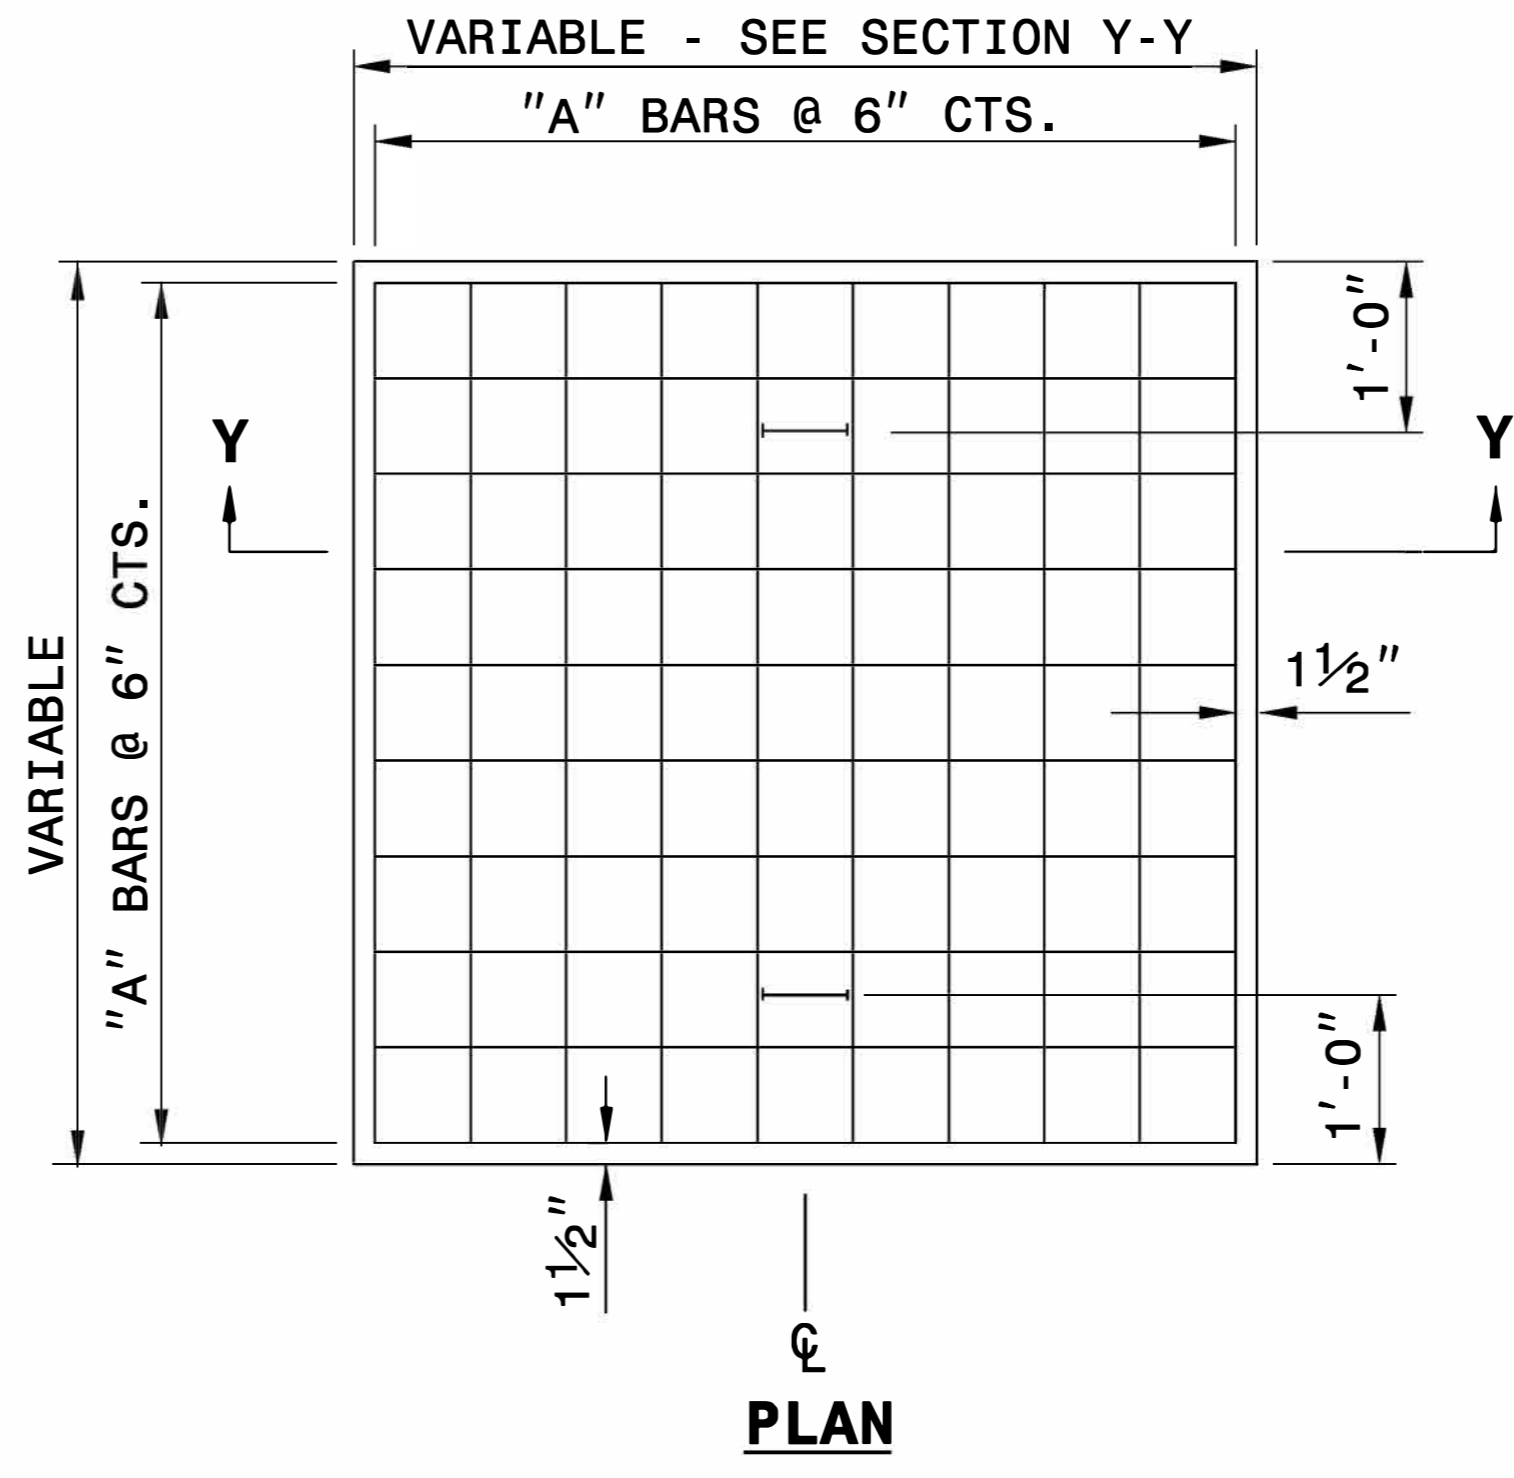 VARIABLE - SEE SECTION Y-Y
"A" BARS @ 6" CTS.
1'-0"
Y
Y
VARIABLE
"A" BARS @ 6" CTS.
1½"
1'-0"
1½"
℄
PLAN